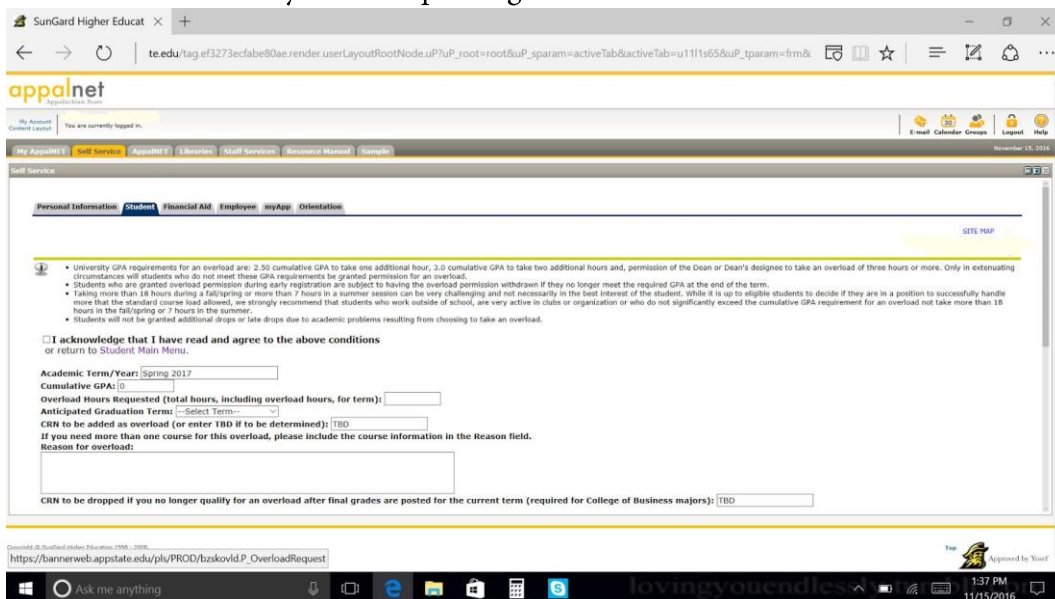 SunGard Higher Educat
te.edu/tag.ef3273ecfabe80ae.render.userLayoutRootNode.uP?uP_root=root&uP_sparam=activeTab&activeTab=u11l1s65&uP_tparam=frm&
appalnet
Appalachian State
My Account
Content Layout
You are currently logged in.
E-mail Calendar Groups Logout Help
My AppalNET Self Service AppalNET Libraries Staff Services Resource Manual Sample
November 15, 2016
Self Service
Personal Information Student Financial Aid Employee myApp Orientation
SITE MAP
• University GPA requirements for an overload are: 2.50 cumulative GPA to take one additional hour, 3.0 cumulative GPA to take two additional hours and, permission of the Dean or Dean's designee to take an overload of three hours or more. Only in extenuating
circumstances will students who do not meet these GPA requirements be granted permission for an overload.
• Students who are granted overload permission during early registration are subject to having the overload permission withdrawn if they no longer meet the required GPA at the end of the term.
• Taking more than 18 hours during a fall/spring or more than 7 hours in a summer session can be very challenging and not necessarily in the best interest of the student. While it is up to eligible students to decide if they are in a position to successfully handle
more that the standard course load allowed, we strongly recommend that students who work outside of school, are very active in clubs or organization or who do not significantly exceed the cumulative GPA requirement for an overload not take more than 18
hours in the fall/spring or 7 hours in the summer.
• Students will not be granted additional drops or late drops due to academic problems resulting from choosing to take an overload.
I acknowledge that I have read and agree to the above conditions
or return to Student Main Menu.
Academic Term/Year: Spring 2017
Cumulative GPA: 0
Overload Hours Requested (total hours, including overload hours, for term):
Anticipated Graduation Term: --Select Term--
CRN to be added as overload (or enter TBD if to be determined): TBD
If you need more than one course for this overload, please include the course information in the Reason field.
Reason for overload:
CRN to be dropped if you no longer qualify for an overload after final grades are posted for the current term (required for College of Business majors): TBD
Copyright © SunGard Higher Education 1998 - 2008.
https://bannerweb.appstate.edu/pls/PROD/bzskovld.P_OverloadRequest
Top
Approved by Yosef
Ask me anything
lovingyouendlessly
1:37 PM
11/15/2016